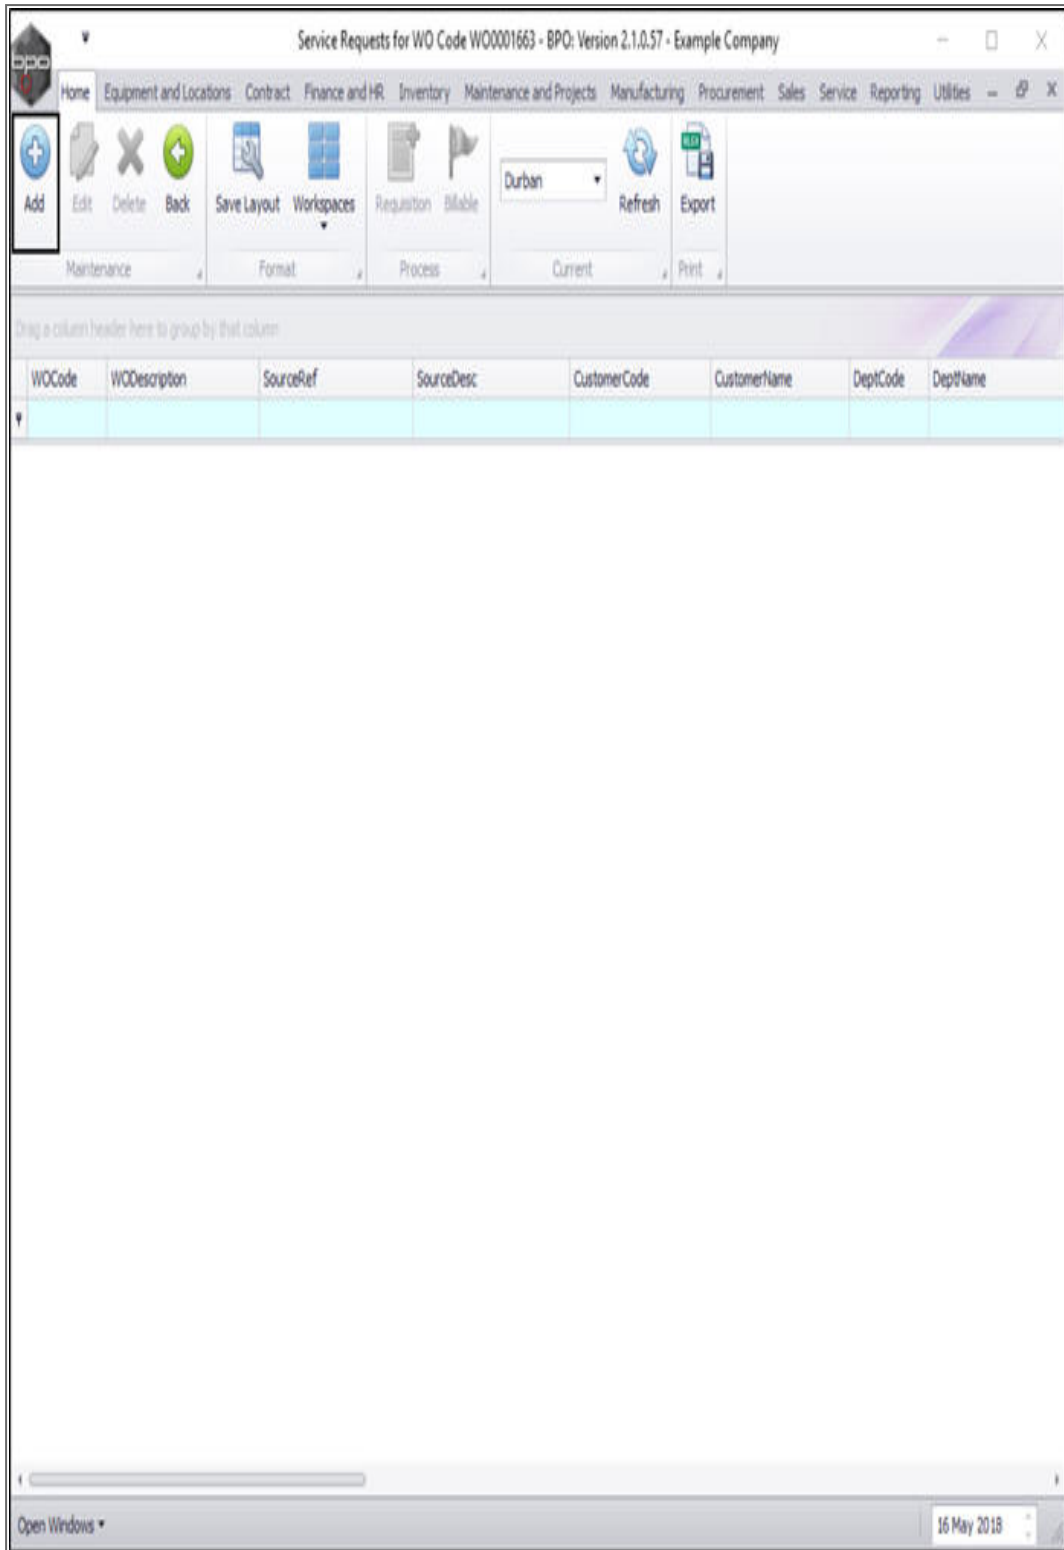 Service Requests for WO Code WO0001663 - BPO: Version 2.1.0.57 - Example Company
bpo
Home Equipment and Locations Contract Finance and HR Inventory Maintenance and Projects Manufacturing Procurement Sales Service Reporting Utilities
Add Edit Delete Back Save Layout Workspaces Requisition Billable Durban Refresh XLSX Export
Maintenance Format Process Current Print
Drag a column header here to group by that column
WOCode WODescription SourceRef SourceDesc CustomerCode CustomerName DeptCode DeptName
Open Windows 16 May 2018